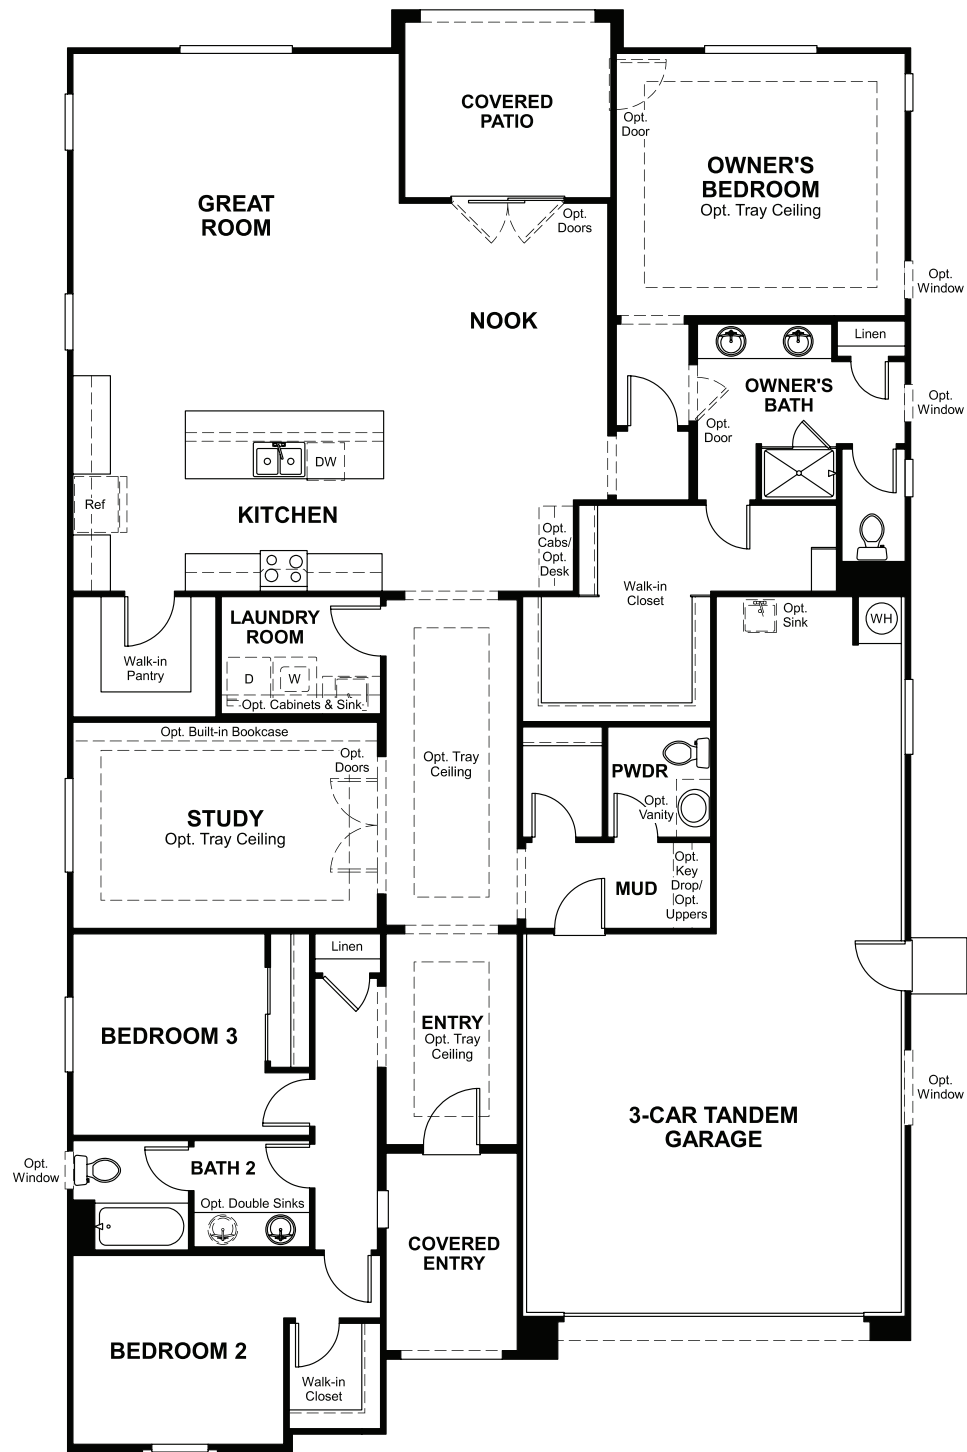 COVERED
PATIO
Opt.
Door
OWNER'S
BEDROOM
Opt. Tray Ceiling
GREAT
ROOM
Opt.
Doors
Opt.
Window
NOOK
Linen
OWNER'S
BATH
Opt.
Window
Opt.
Door
DW
Ref
KITCHEN
Opt.
Cabs/
Opt.
Desk
Walk-in
Closet
LAUNDRY
ROOM
Opt.
Sink
WH
Walk-in
Pantry
D
W
Opt. Cabinets & Sink
Opt. Built-in Bookcase
Opt.
Doors
Opt. Tray
Ceiling
PWDR
Opt.
Vanity
STUDY
Opt. Tray Ceiling
MUD
Opt.
Key
Drop/
Opt.
Uppers
Linen
BEDROOM 3
ENTRY
Opt. Tray
Ceiling
Opt.
Window
3-CAR TANDEM
GARAGE
Opt.
Window
BATH 2
Opt. Double Sinks
COVERED
ENTRY
BEDROOM 2
Walk-in
Closet